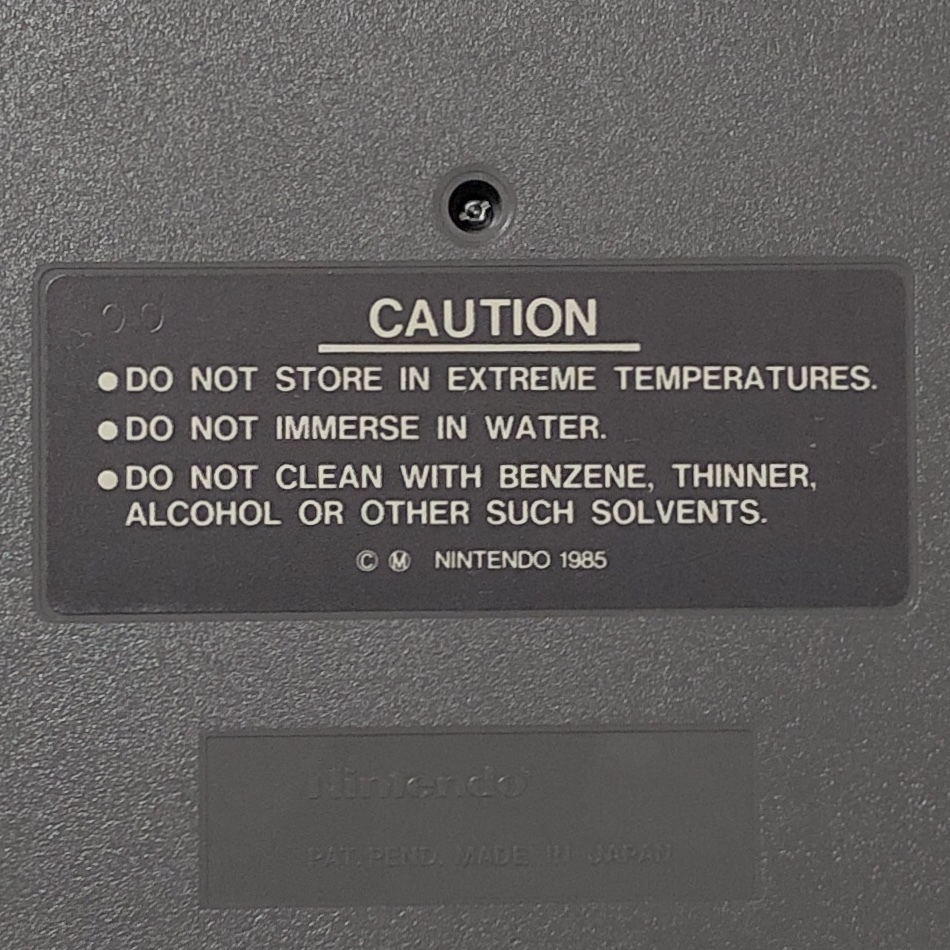 CAUTION
●DO NOT STORE IN EXTREME TEMPERATURES.
●DO NOT IMMERSE IN WATER.
●DO NOT CLEAN WITH BENZENE, THINNER,
ALCOHOL OR OTHER SUCH SOLVENTS.
© Ⓜ NINTENDO 1985
Nintendo
PAT. PEND. MADE IN JAPAN